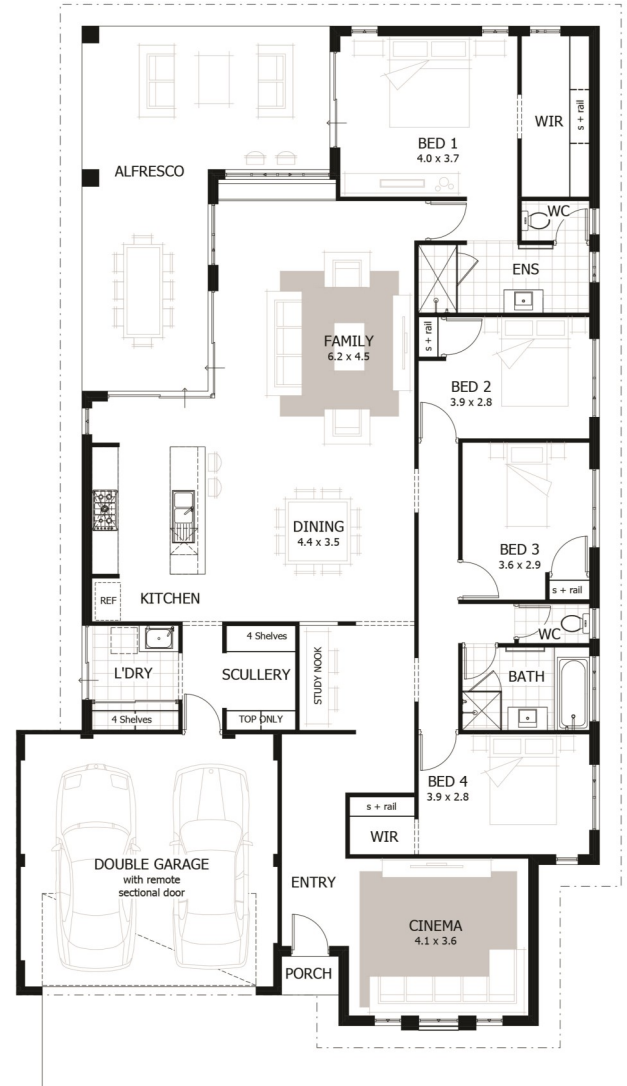 BED 1
4.0 x 3.7
WIR
s + rail
ALFRESCO
WC
ENS
FAMILY
6.2 x 4.5
s + rail
BED 2
3.9 x 2.8
DINING
4.4 x 3.5
BED 3
3.6 x 2.9
s + rail
REF
KITCHEN
WC
4 Shelves
L'DRY
SCULLERY
STUDY NOOK
BATH
4 Shelves
TOP ONLY
BED 4
3.9 x 2.8
s + rail
WIR
DOUBLE GARAGE
with remote
sectional door
ENTRY
CINEMA
4.1 x 3.6
PORCH